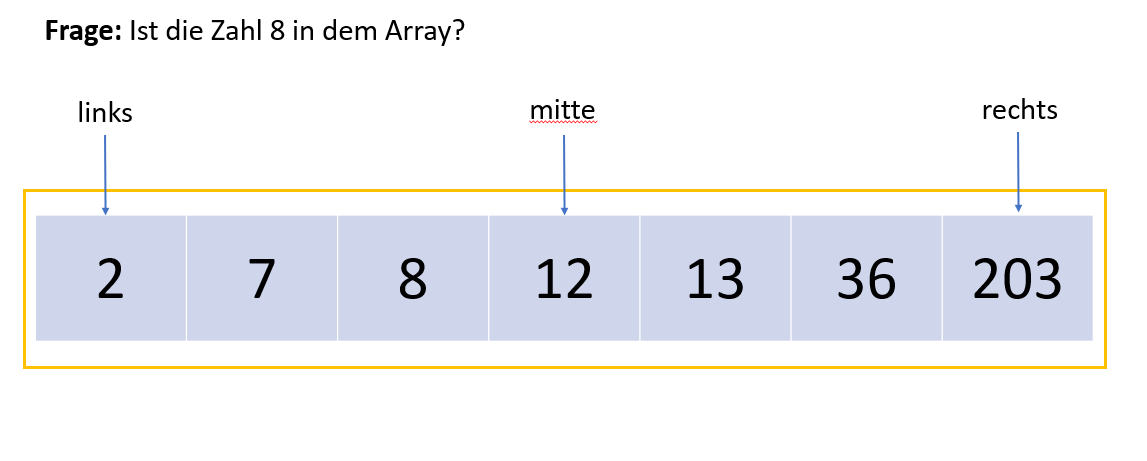 Frage: Ist die Zahl 8 in dem Array?
links mitte rechts
2 7 8 12 13 36 203